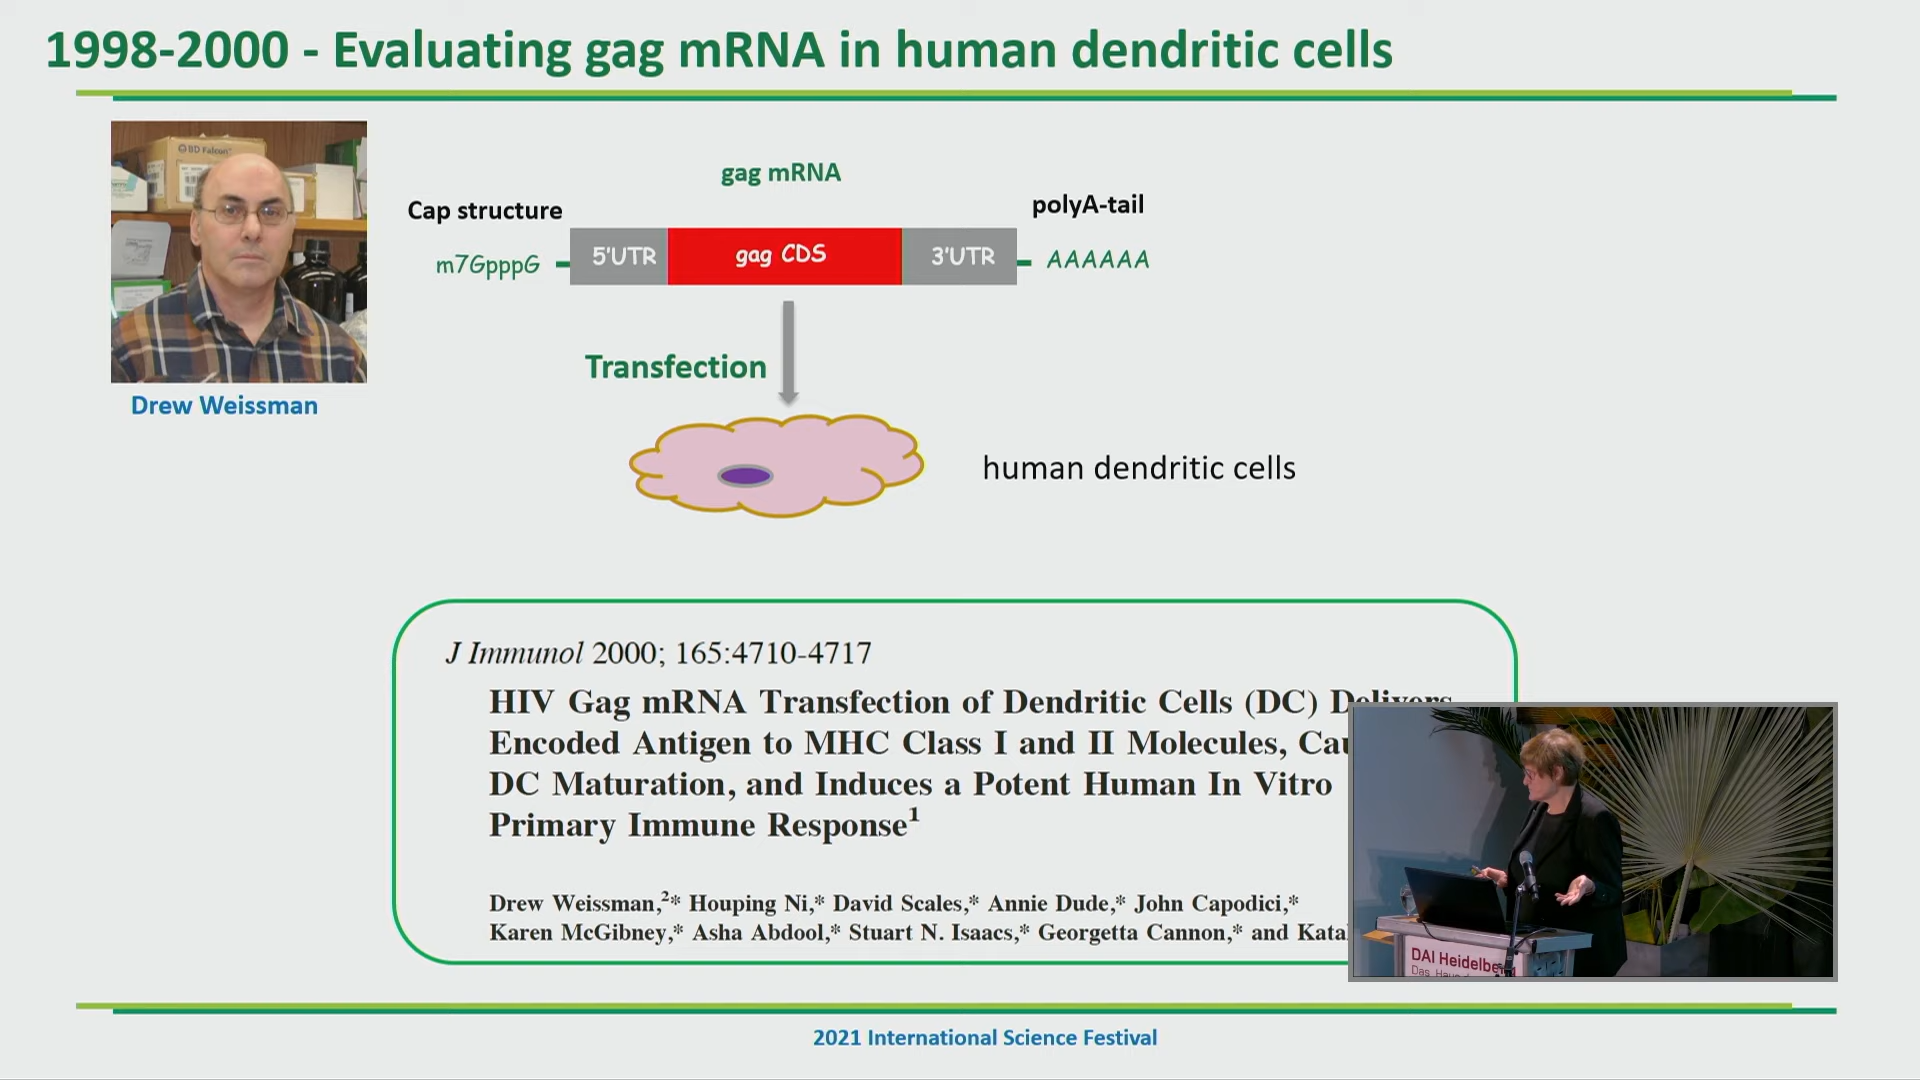 1998-2000 - Evaluating gag mRNA in human dendritic cells
BD Falcon
gag mRNA
Cap structure
polyA-tail
m7GpppG
5'UTR
gag CDS
3'UTR
AAAAAA
Transfection
Drew Weissman
human dendritic cells
J Immunol 2000; 165:4710-4717
HIV Gag mRNA Transfection of Dendritic Cells (DC) Delivers
Encoded Antigen to MHC Class I and II Molecules,
DC Maturation, and Induces a Potent Human In Vitro
Primary Immune Response¹
Drew Weissman,²* Houping Ni,* David Scales,* Annie Dude,* John Capodici,*
Karen McGibney,* Asha Abdool,* Stuart N. Isaacs,* Georgetta Cannon,* and
DAI Heidelbe
Das
2021 International Science Festival